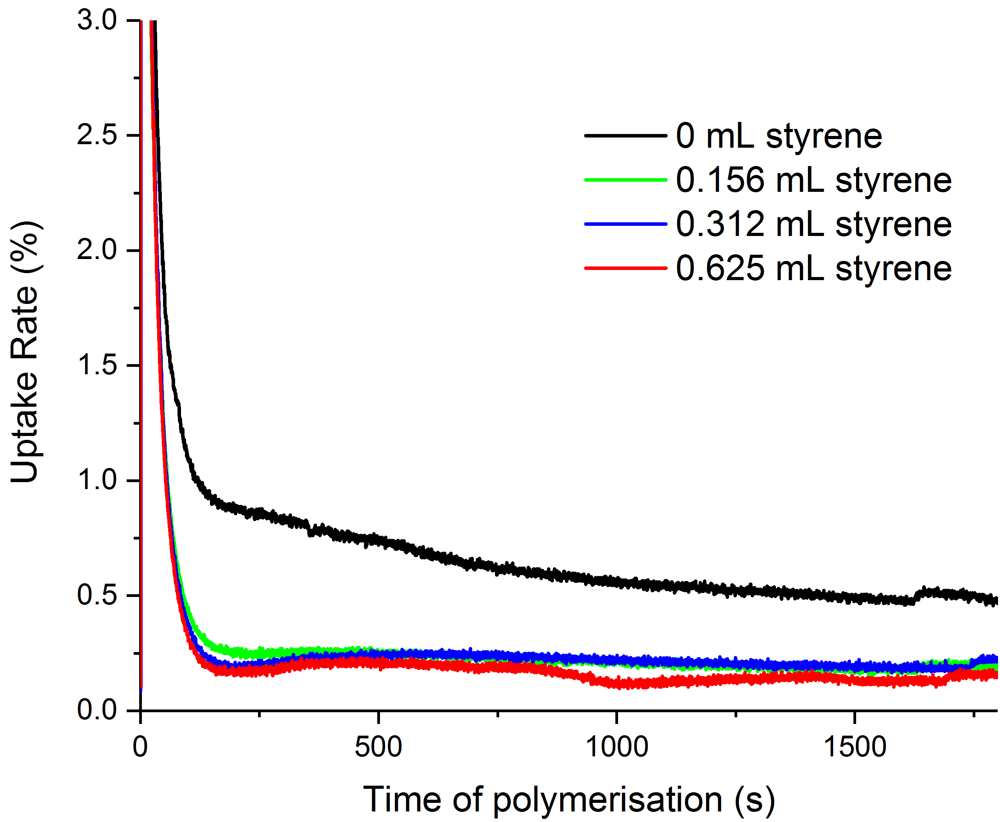 3.0
2.5
2.0
1.5
1.0
0.5
0.0
Uptake Rate (%)
0 mL styrene
0.156 mL styrene
0.312 mL styrene
0.625 mL styrene
0
500
1000
1500
Time of polymerisation (s)